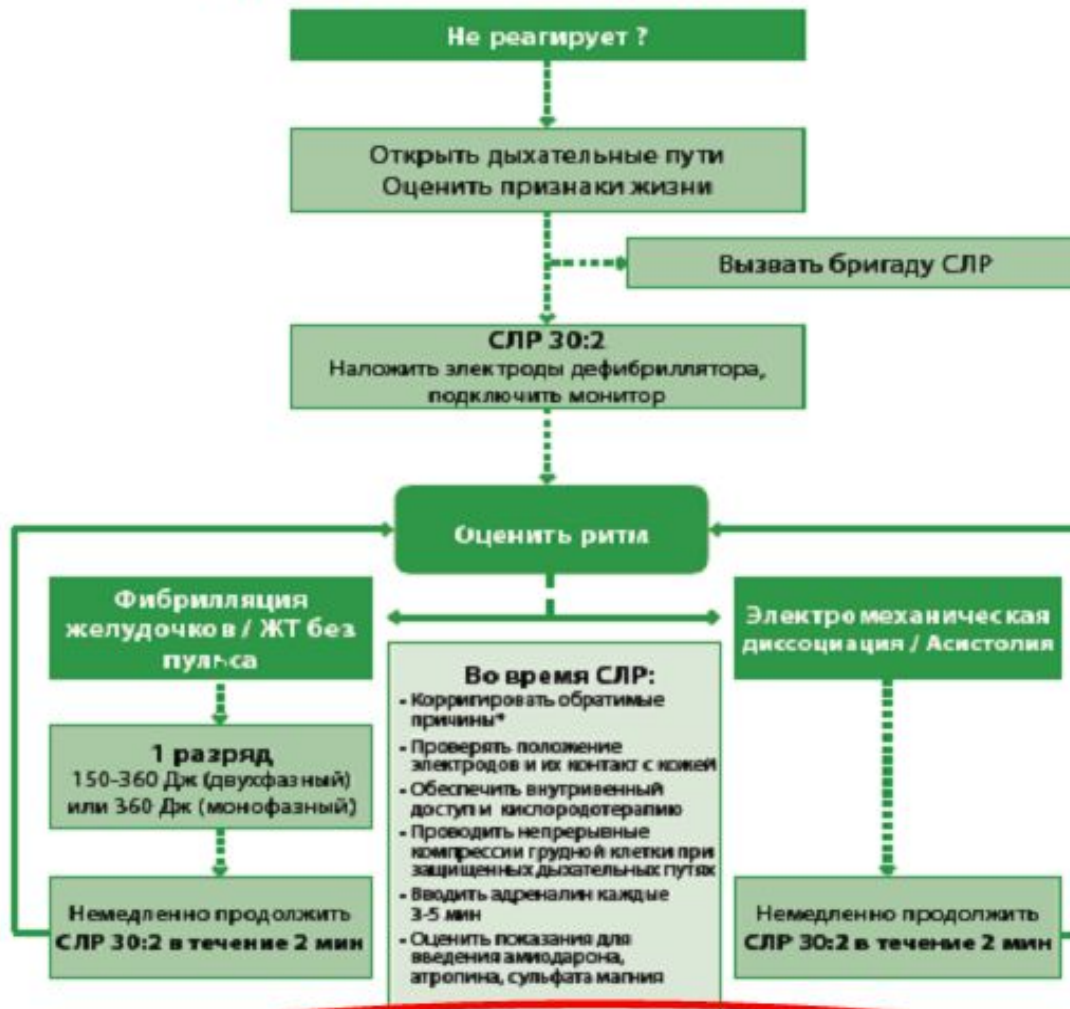 Не реагирует ?
Открыть дыхательные пути
Оценить признаки жизни
Вызвать бригаду СЛР
СЛР 30:2
Наложить электроды дефибриллятора,
подключить монитор
Оценить ритм
Фибрилляция
желудочков / ЖТ без
пульса
1 разряд
150-360 Дж (двухфазный)
или 360 Дж (монофазный)
Немедленно продолжить
СЛР 30:2 в течение 2 мин
Во время СЛР:
- Корригировать обратимые
причины*
- Проверять положение
электродов и их контакт с кожей
- Обеспечить внутривенный
доступ и кислородотерапию
- Проводить непрерывные
компрессии грудной клетки при
защищенных дыхательных путях
- Вводить адреналин каждые
3-5 мин
- Оценить показания для
введения амиодарона,
атропина, сульфата магния
Электромеханическая
диссоциация / Асистолия
Немедленно продолжить
СЛР 30:2 в течение 2 мин